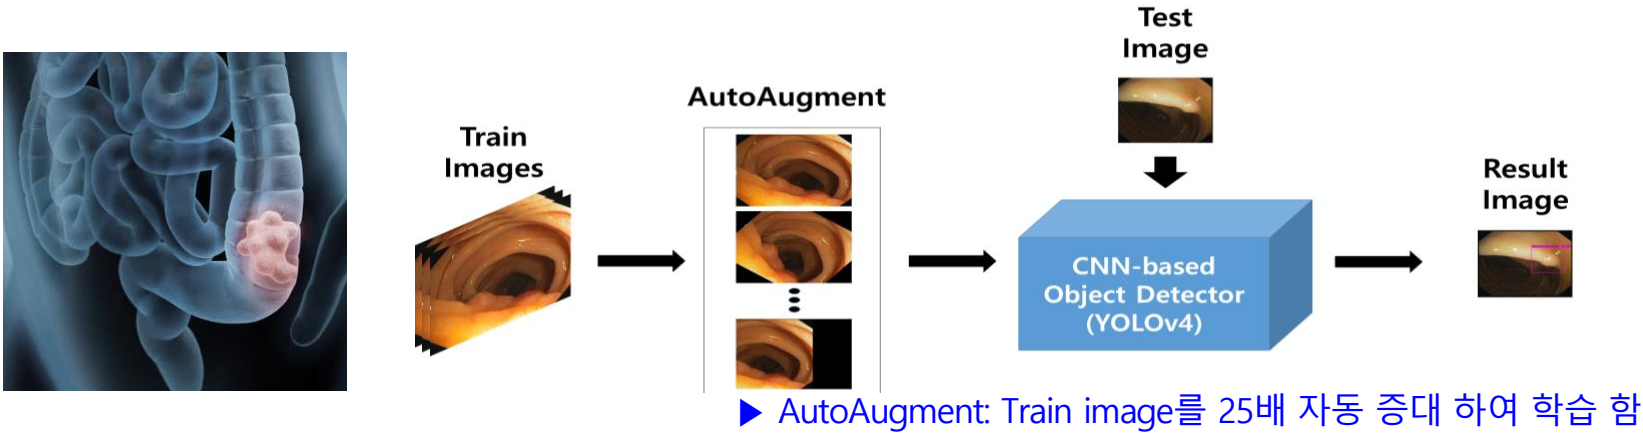 Train
Images
AutoAugment
Test
Image
CNN-based
Object Detector
(YOLOv4)
Result
Image
▶ AutoAugment: Train image를 25배 자동 증대 하여 학습 함